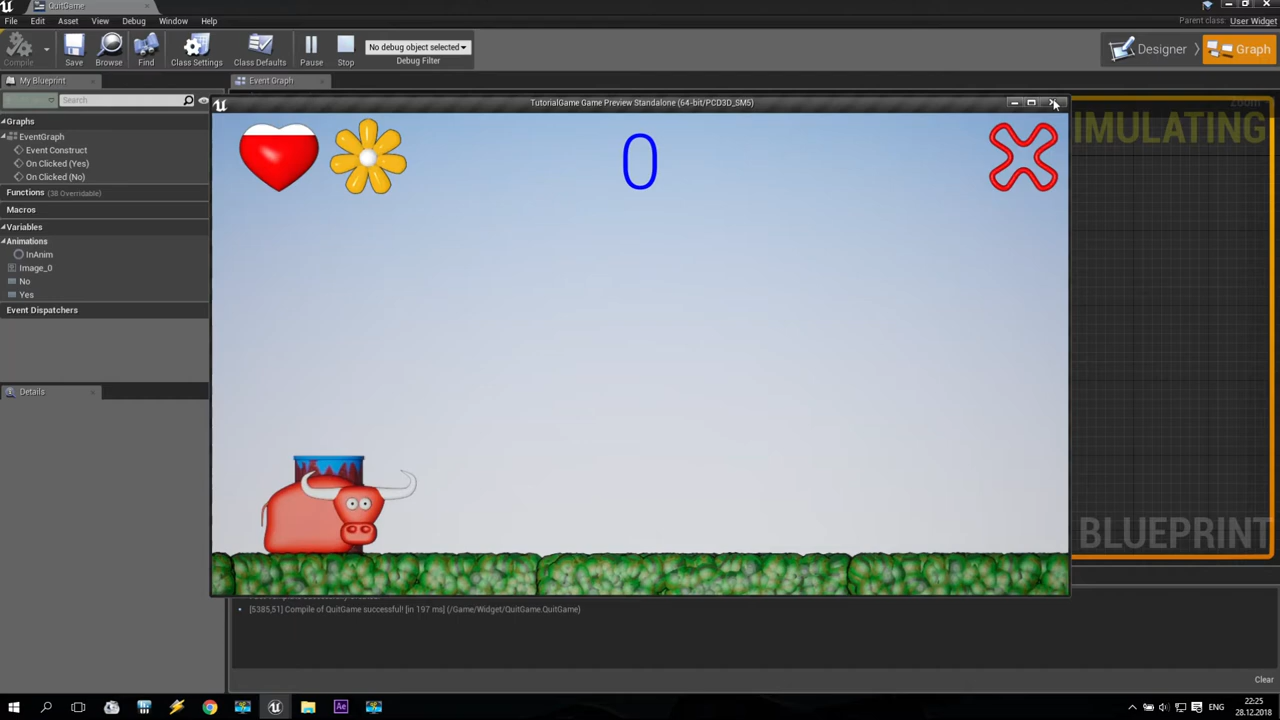 QuitGame
File Edit Asset View Debug Window Help
Parent class: User Widget
Compile Save Browse Find Class Settings Class Defaults Pause Stop
No debug object selected
Debug Filter
Designer Graph
My Blueprint
Event Graph
Search
Graphs
EventGraph
Event Construct
On Clicked (Yes)
On Clicked (No)
Functions (38 Overridable)
Macros
Variables
Animations
InAnim
Image_0
No
Yes
Event Dispatchers
Details
TutorialGame Game Preview Standalone (64-bit/PCD3D_SM5)
0
Zoom
IMULATING
BLUEPRINT
[5385,51] Compile of QuitGame successful! [in 197 ms] (/Game/Widget/QuitGame.QuitGame)
Clear
Ae
ENG
22:25
28.12.2018